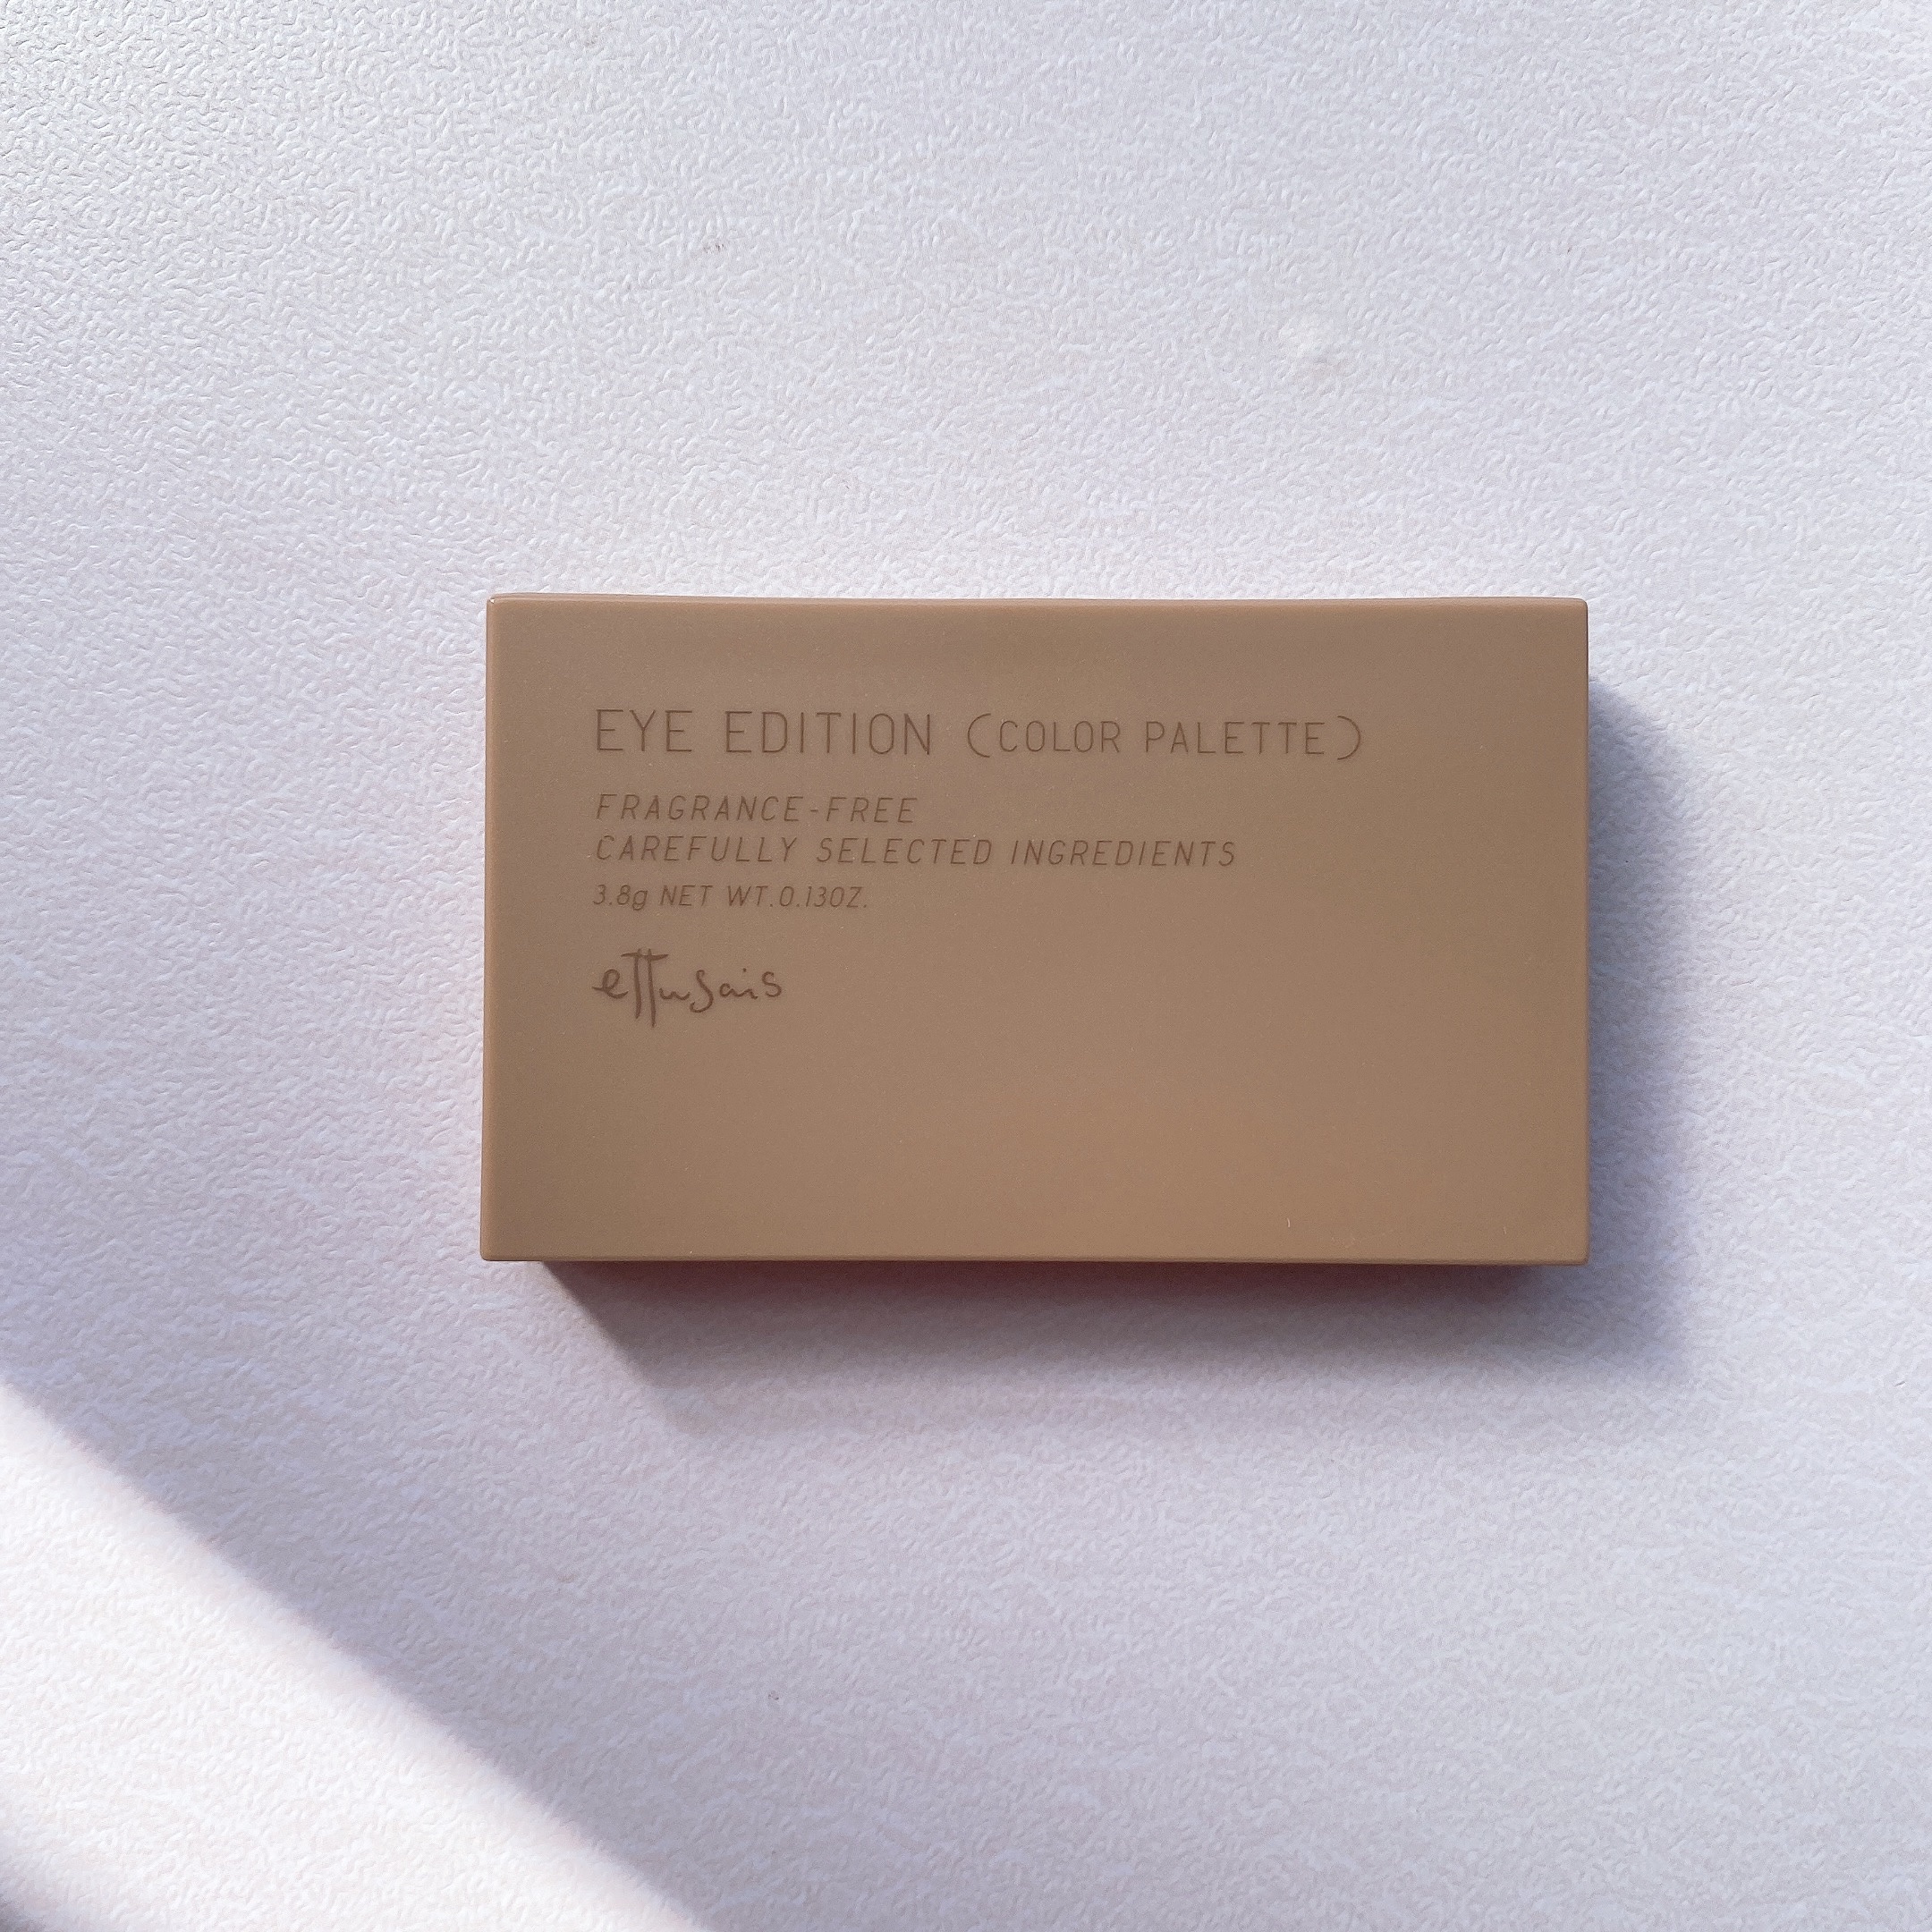 EYE EDITION (COLOR PALETTE)
FRAGRANCE-FREE
CAREFULLY SELECTED INGREDIENTS
3.8g NET WT.0.13OZ.
ettusais